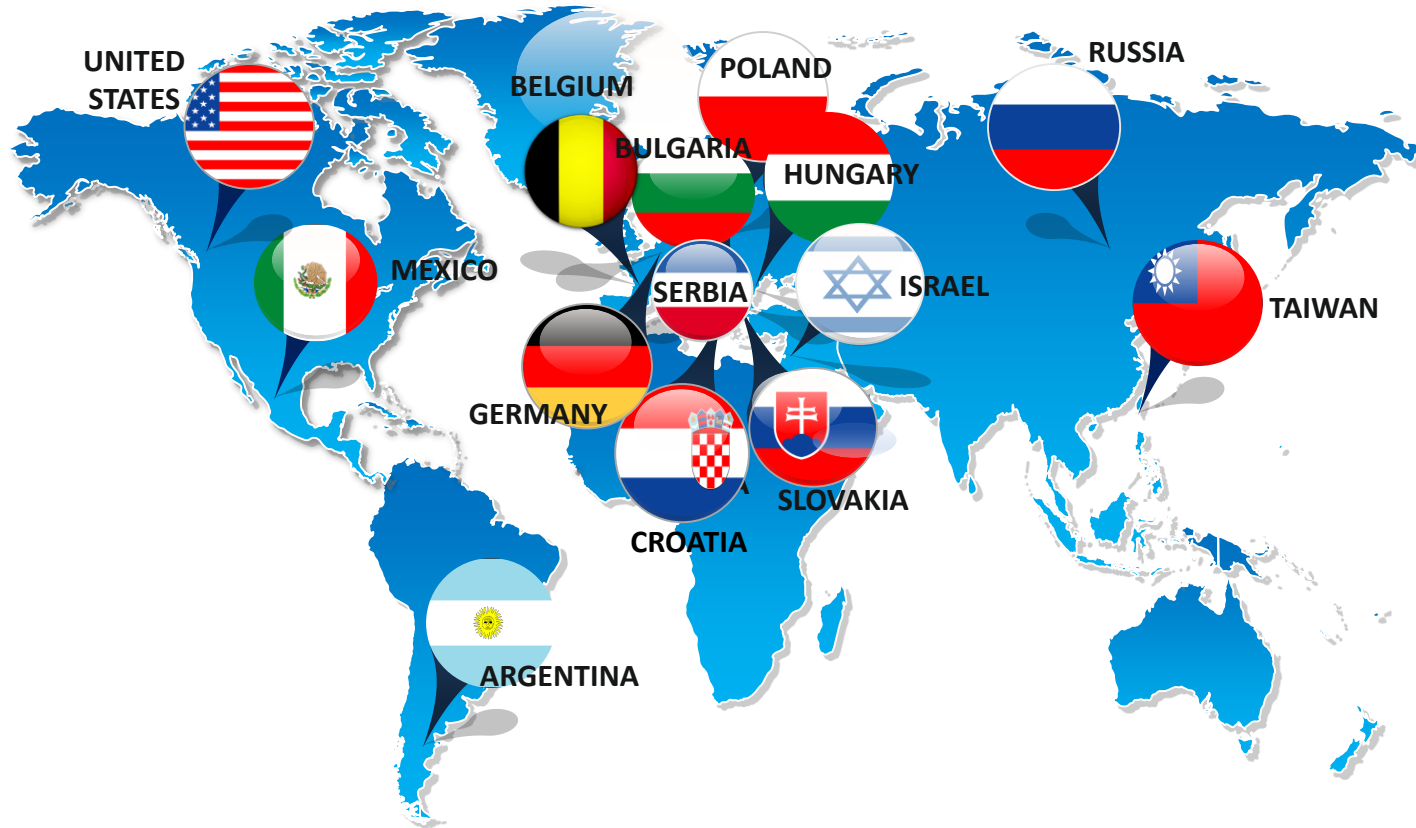 UNITED
STATES
RUSSIA
POLAND
BELGIUM
BULGARIA
HUNGARY
MEXICO
SERBIA
ISRAEL
TAIWAN
GERMANY
SLOVAKIA
CROATIA
ARGENTINA